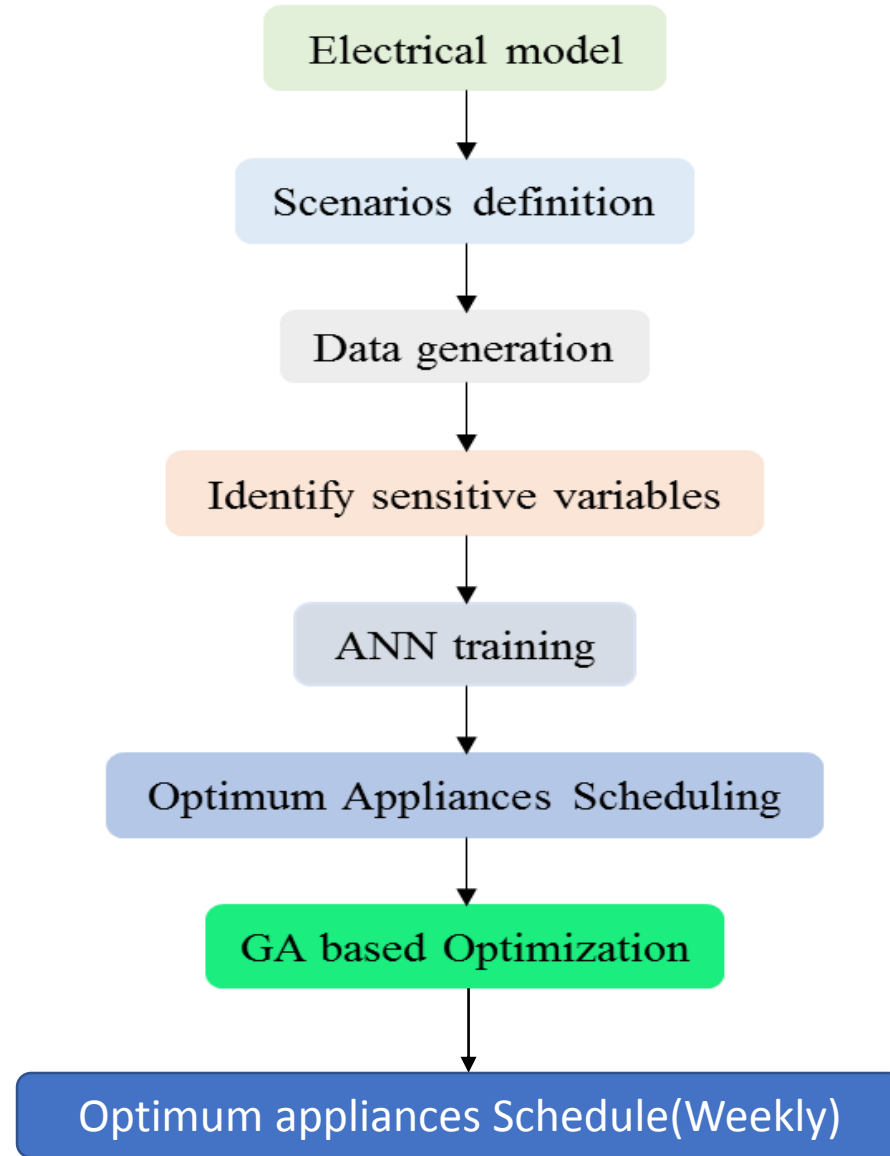 Electrical model
Scenarios definition
Data generation
Identify sensitive variables
ANN training
Optimum Appliances Scheduling
GA based Optimization
Optimum appliances Schedule(Weekly)